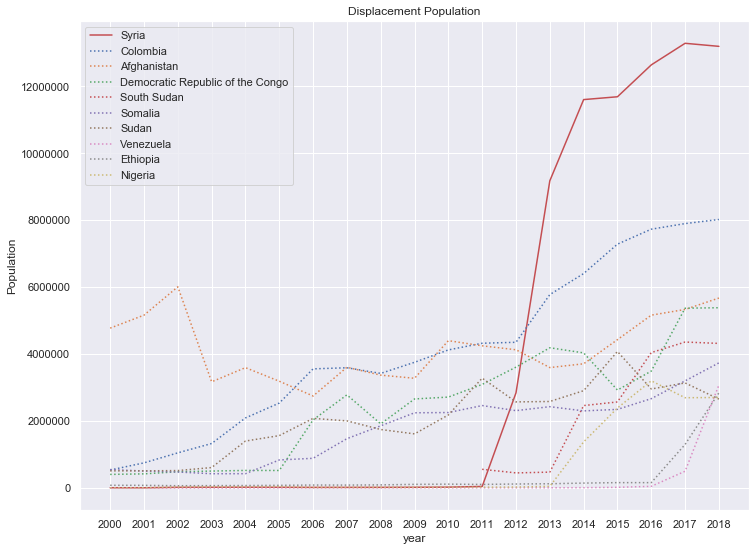 Displacement Population
Syria
Colombia
Afghanistan
Democratic Republic of the Congo
South Sudan
Somalia
Sudan
Venezuela
Ethiopia
Nigeria
Population
12000000
10000000
8000000
6000000
4000000
2000000
0
2000 2001 2002 2003 2004 2005 2006 2007 2008 2009 2010 2011 2012 2013 2014 2015 2016 2017 2018
year